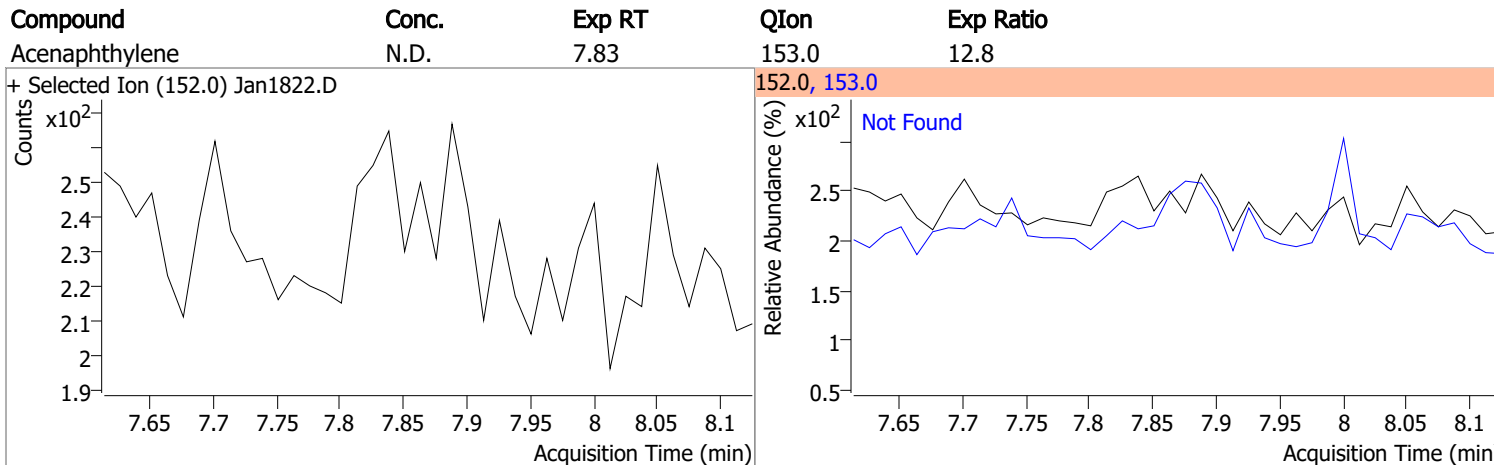 Compound Conc. Exp RT QIon Exp Ratio
Acenaphthylene N.D. 7.83 153.0 12.8
+ Selected Ion (152.0) Jan1822.D
Counts
x10²
2.5
2.4
2.3
2.2
2.1
2
1.9
7.65 7.7 7.75 7.8 7.85 7.9 7.95 8 8.05 8.1
Acquisition Time (min)
152.0, 153.0
Relative Abundance (%)
x10²
Not Found
2.5
2
1.5
1
0.5
7.65 7.7 7.75 7.8 7.85 7.9 7.95 8 8.05 8.1
Acquisition Time (min